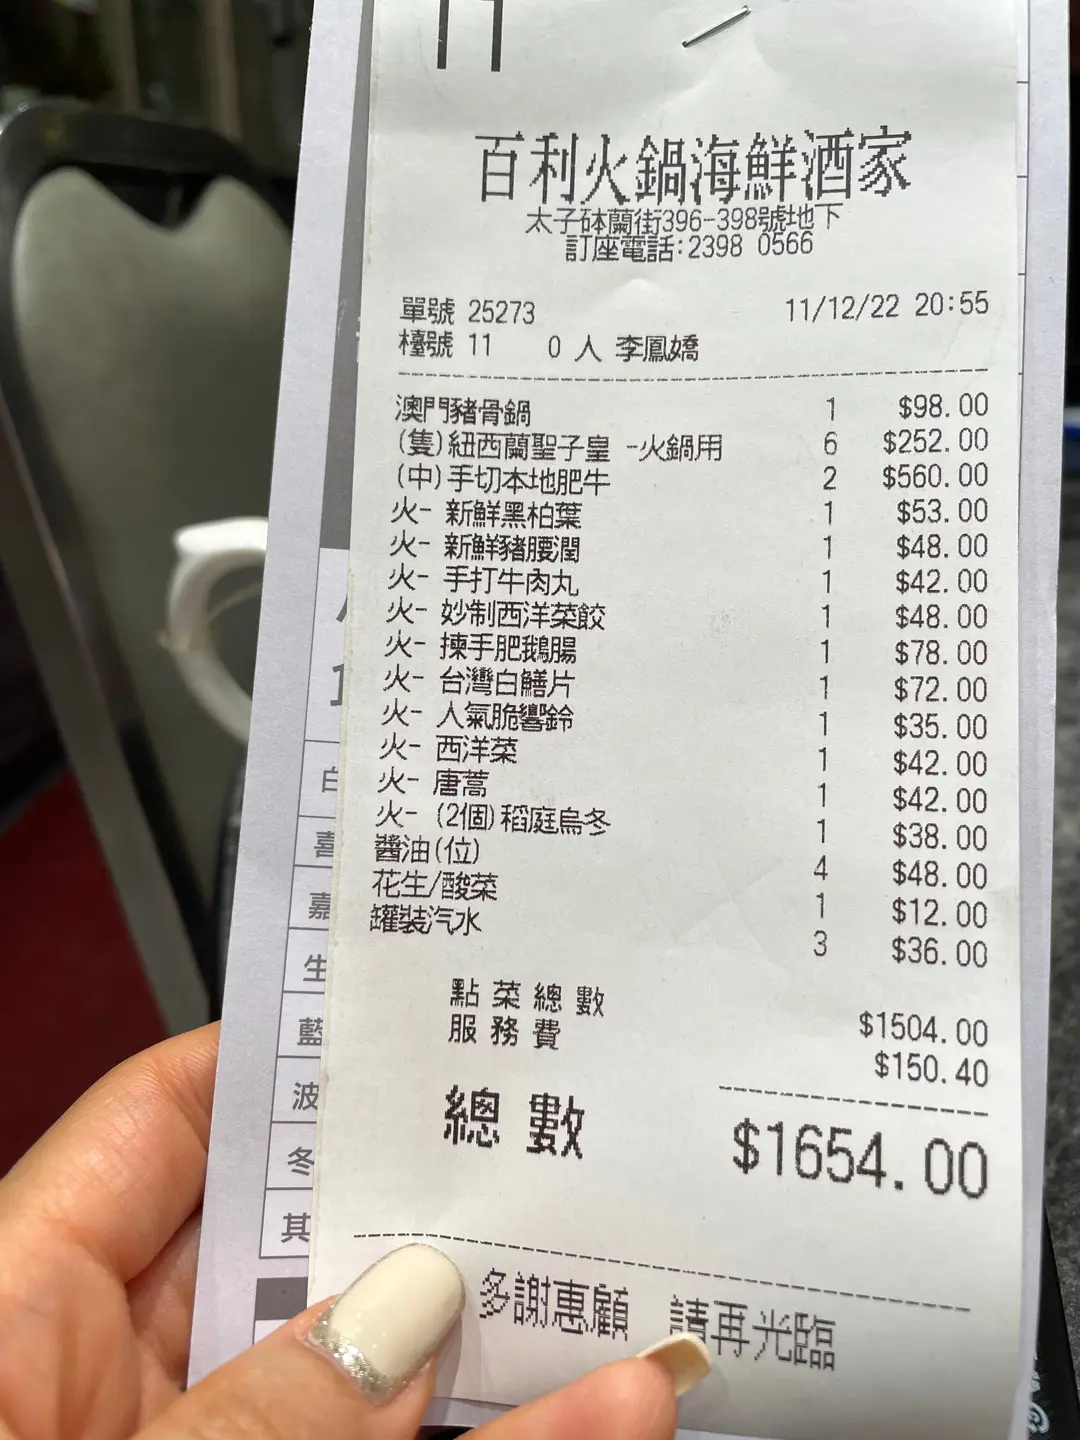 11
百利火鍋海鮮酒家
太子砵蘭街396-398號地下
訂座電話:2398 0566
單號 25273 11/12/22 20:55
檯號 11 0 人 李鳳嬌
澳門豬骨鍋 1 $98.00
(隻)紐西蘭聖子皇 -火鍋用 6 $252.00
(中)手切本地肥牛 2 $560.00
火- 新鮮黑柏葉 1 $53.00
火- 新鮮豬腰潤 1 $48.00
火- 手打牛肉丸 1 $42.00
火- 妙制西洋菜餃 1 $48.00
火- 揀手肥鵝腸 1 $78.00
火- 台灣白鱔片 1 $72.00
火- 人氣脆響鈴 1 $35.00
火- 西洋菜 1 $42.00
火- 唐蒿 1 $42.00
火- (2個)稻庭烏冬 1 $38.00
醬油(位) 4 $48.00
花生/酸菜 1 $12.00
罐裝汽水 3 $36.00
點菜總數 $1504.00
服務費 $150.40
總數 $1654.00
多謝惠顧 請再光臨
白
喜
嘉
生
藍
波
冬
其